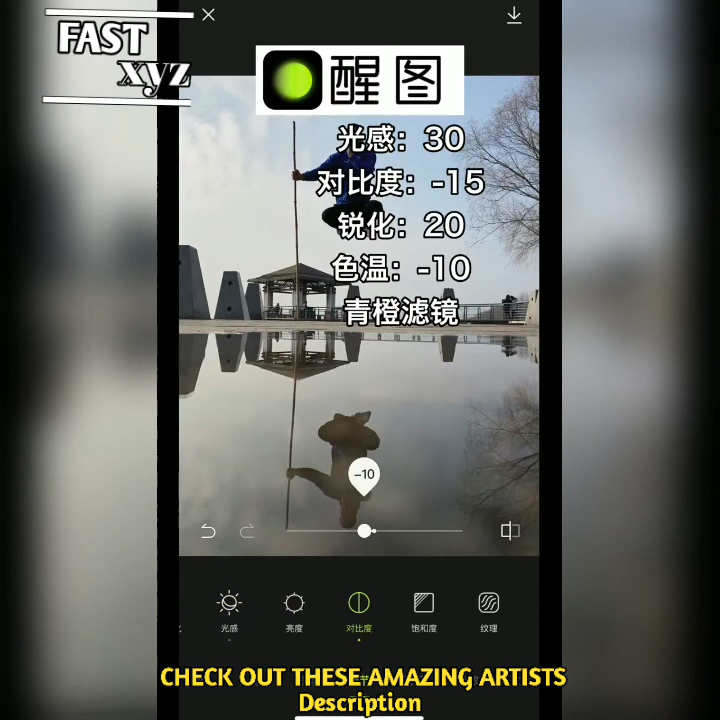 FAST
xyz
醒图
光感：30
对比度：-15
锐化：20
色温：-10
青橙滤镜
-10
光感 亮度 对比度 饱和度 纹理
CHECK OUT THESE AMAZING ARTISTS
Description